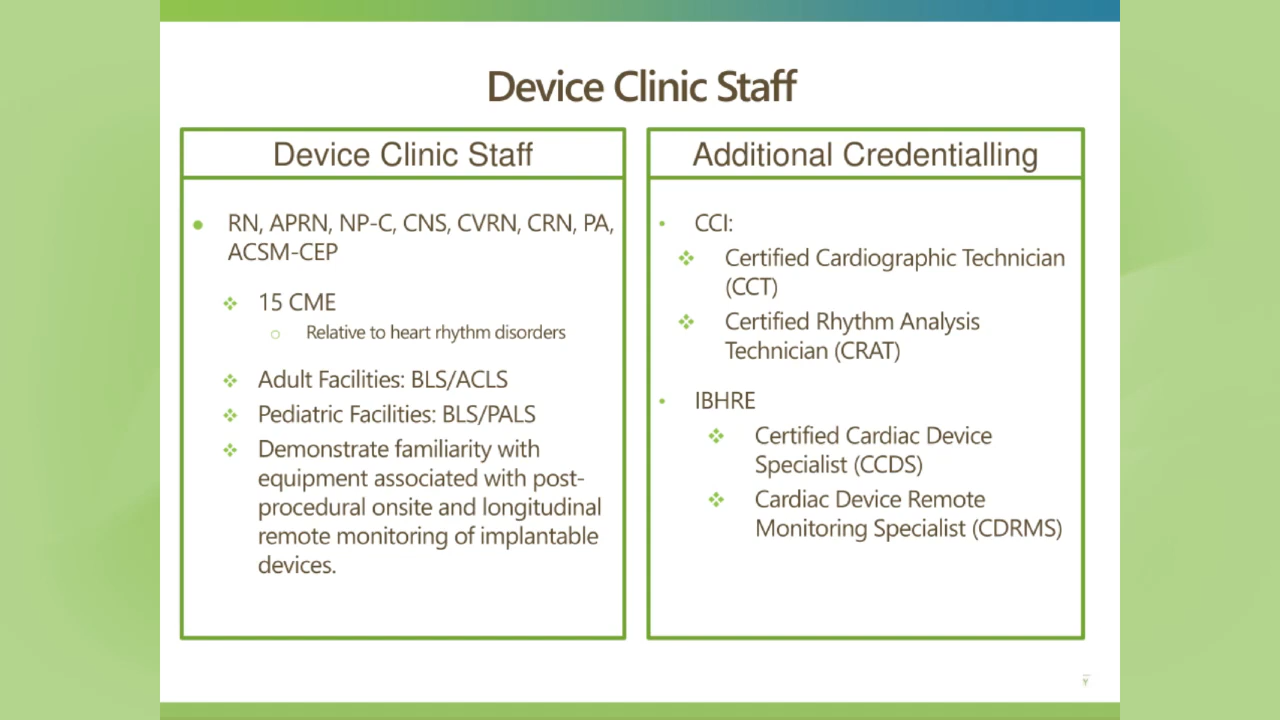 Device Clinic Staff
Device Clinic Staff
RN, APRN, NP-C, CNS, CVRN, CRN, PA,
ACSM-CEP
15 CME
Relative to heart rhythm disorders
Adult Facilities: BLS/ACLS
Pediatric Facilities: BLS/PALS
Demonstrate familiarity with
equipment associated with post-
procedural onsite and longitudinal
remote monitoring of implantable
devices.
Additional Credentialling
CCI:
Certified Cardiographic Technician
(CCT)
Certified Rhythm Analysis
Technician (CRAT)
IBHRE
Certified Cardiac Device
Specialist (CCDS)
Cardiac Device Remote
Monitoring Specialist (CDRMS)